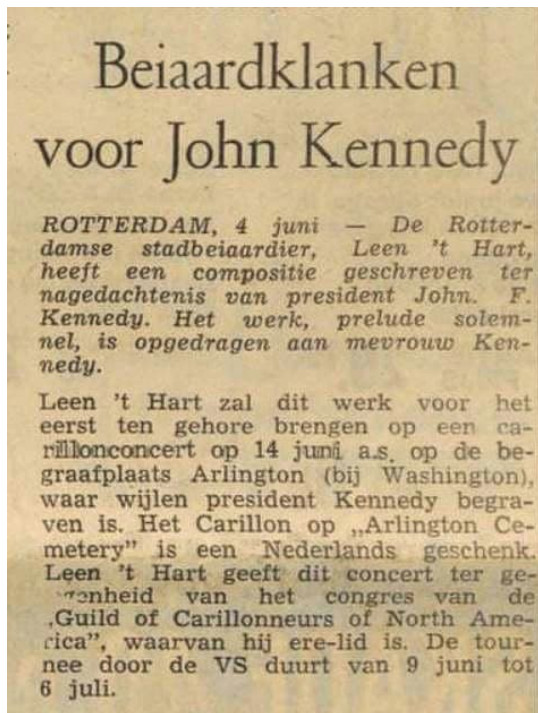 Beiaardklanken
voor John Kennedy
ROTTERDAM, 4 juni — De Rotter-
damse stadbeiaardier, Leen 't Hart,
heeft een compositie geschreven ter
nagedachtenis van president John. F.
Kennedy. Het werk, prelude solem-
nel, is opgedragen aan mevrouw Ken-
nedy.
Leen 't Hart zal dit werk voor het
eerst ten gehore brengen op een ca-
rillonconcert op 14 juni a.s. op de be-
graafplaats Arlington (bij Washington),
waar wijlen president Kennedy begra-
ven is. Het Carillon op „Arlington Ce-
metery” is een Nederlands geschenk.
Leen 't Hart geeft dit concert ter ge-
genheid van het congres van de
„Guild of Carillonneurs of North Ame-
rica”, waarvan hij ere-lid is. De tour-
nee door de VS duurt van 9 juni tot
6 juli.